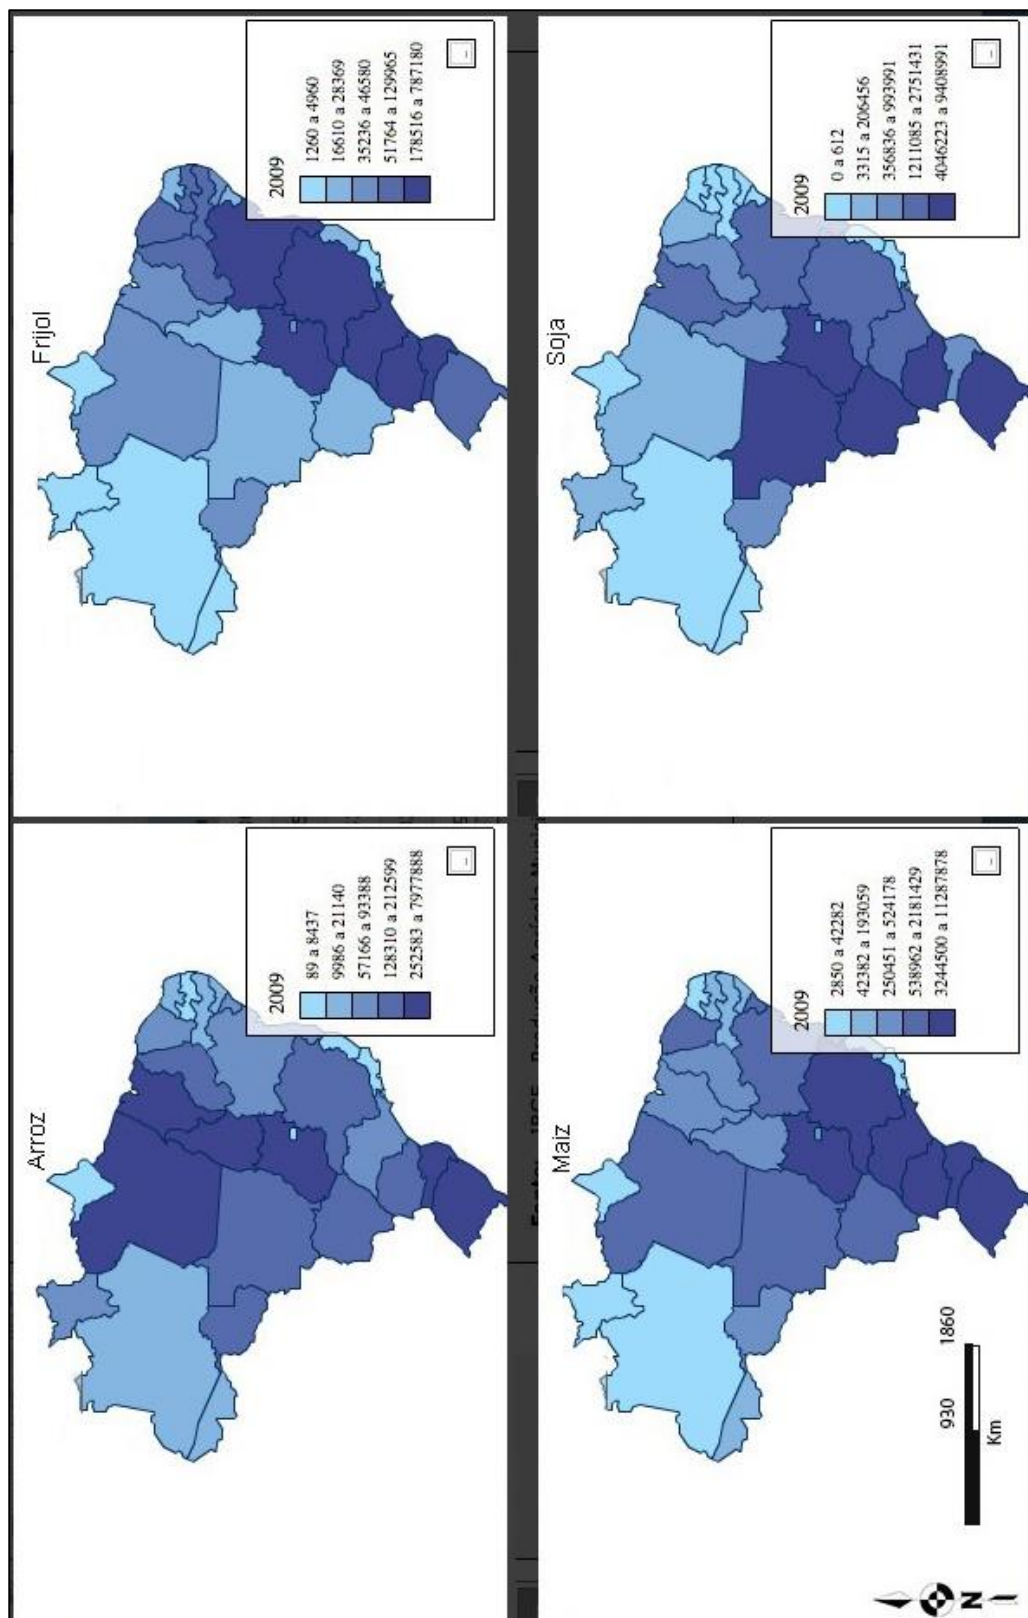 Arroz
2009
89 a 8437
9986 a 21140
57166 a 93388
128310 a 212599
252583 a 7977888
Frijol
2009
1260 a 4960
16610 a 28369
35236 a 46580
51764 a 129965
178516 a 787180
Maiz
2009
2850 a 42282
42382 a 193059
250451 a 524178
538962 a 2181429
3244500 a 11287878
N
930 1860
Km
Soja
2009
0 a 612
3315 a 206456
356836 a 993991
1211085 a 2751431
4046223 a 9408991